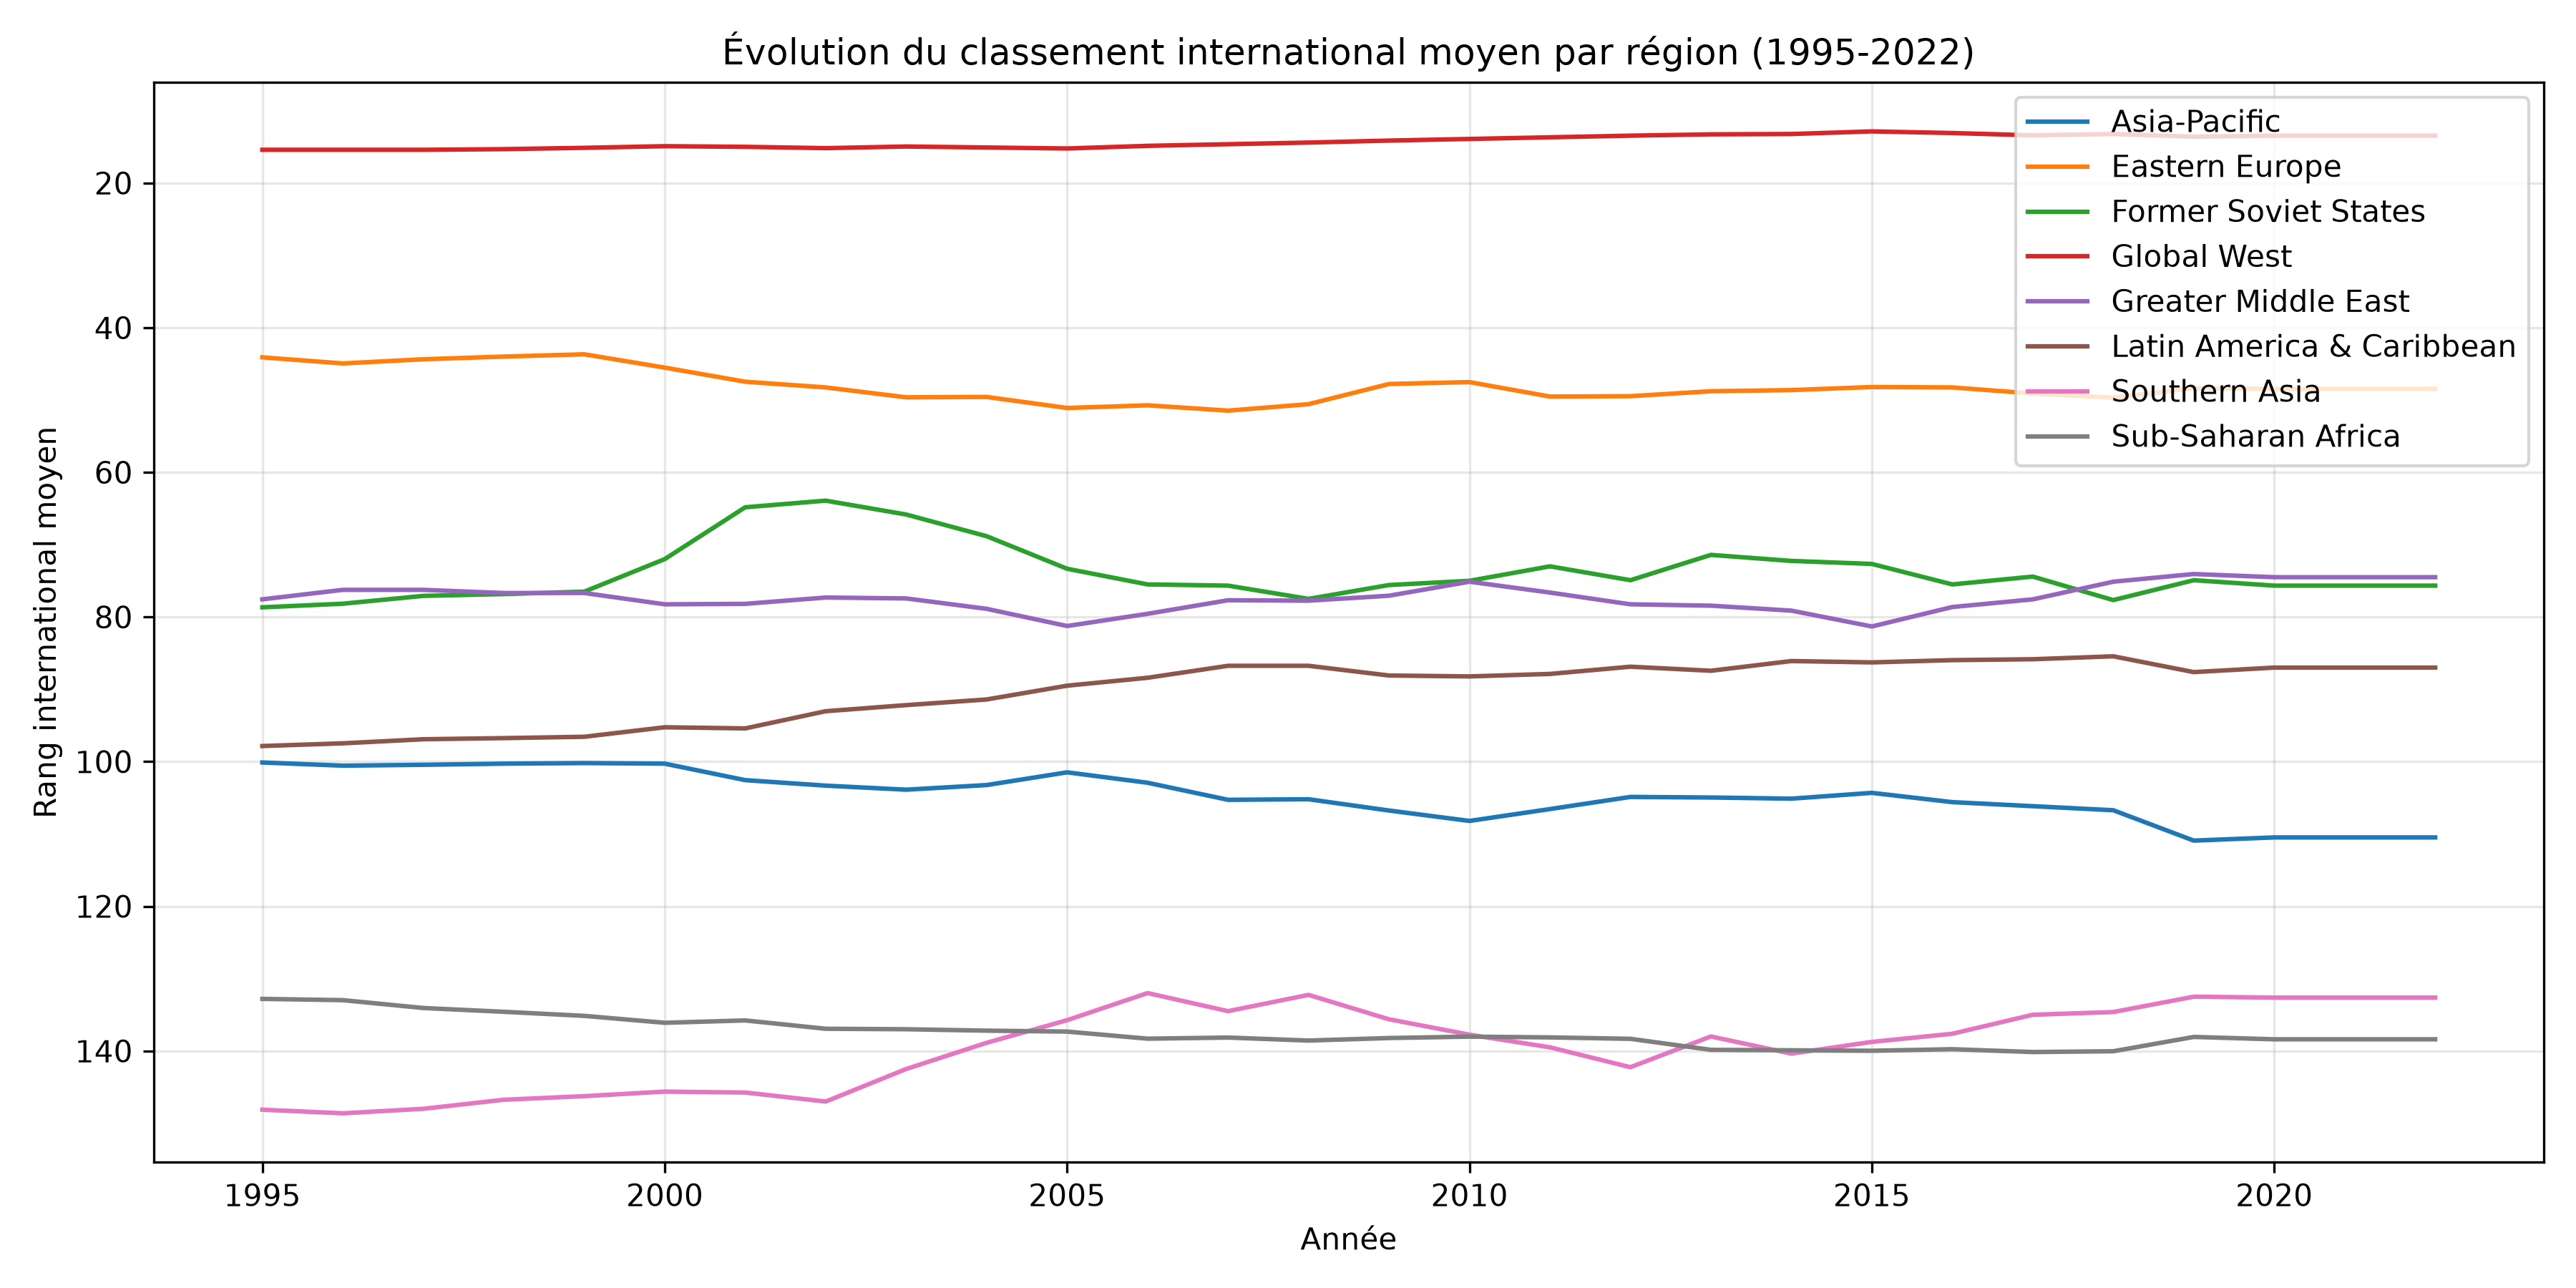 Évolution du classement international moyen par région (1995-2022)
Asia-Pacific
Eastern Europe
Former Soviet States
Global West
Greater Middle East
Latin America & Caribbean
Southern Asia
Sub-Saharan Africa
Rang international moyen
20
40
60
80
100
120
140
1995
2000
2005
2010
2015
2020
Année